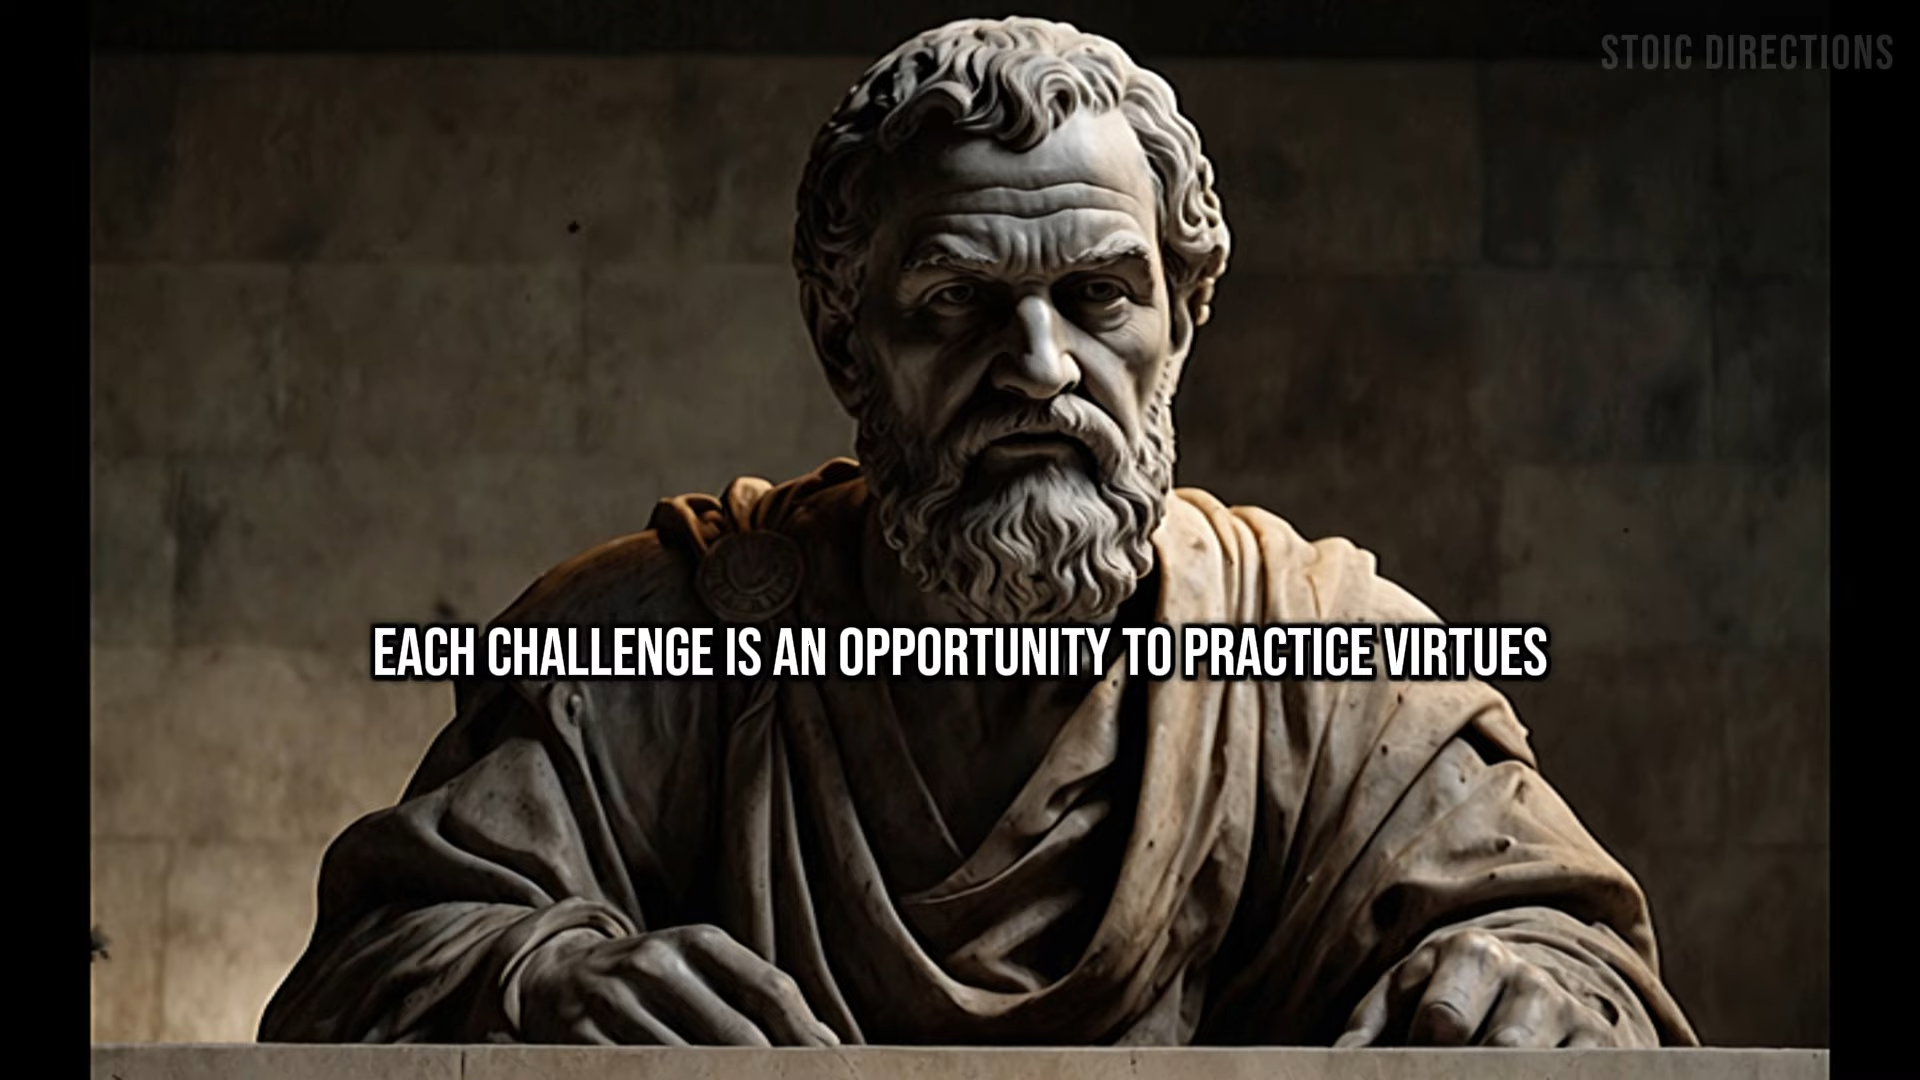 STOIC DIRECTIONS
EACH CHALLENGE IS AN OPPORTUNITY TO PRACTICE VIRTUES